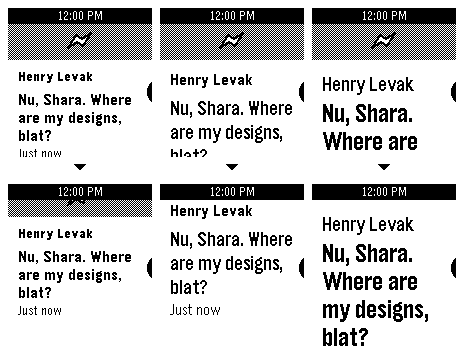 12:00 PM
Henry Levak
Nu, Shara. Where
are my designs,
blat?
Just now
12:00 PM
Henry Levak
Nu, Shara. Where
are my designs,
blat?
12:00 PM
Henry Levak
Nu, Shara.
Where are
12:00 PM
Henry Levak
Nu, Shara. Where
are my designs,
blat?
Just now
12:00 PM
Henry Levak
Nu, Shara. Where
are my designs,
blat?
Just now
12:00 PM
Henry Levak
Nu, Shara.
Where are
my designs,
blat?